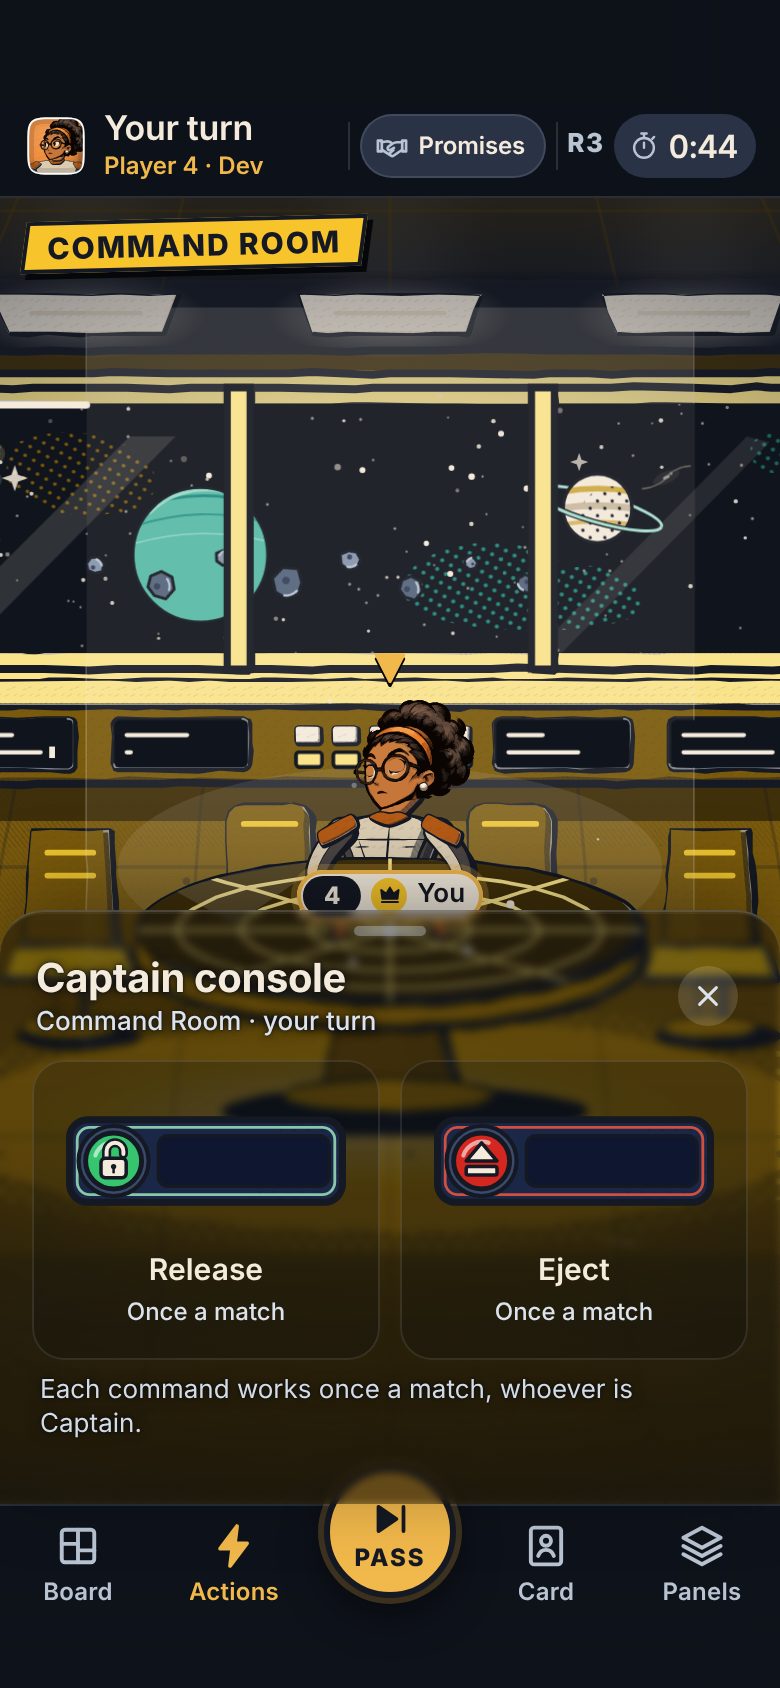 Your turn
Player 4 · Dev
Promises
R3
0:44
COMMAND ROOM
4
You
Captain console
Command Room · your turn
Release
Once a match
Eject
Once a match
Each command works once a match, whoever is
Captain.
Board
Actions
PASS
Card
Panels